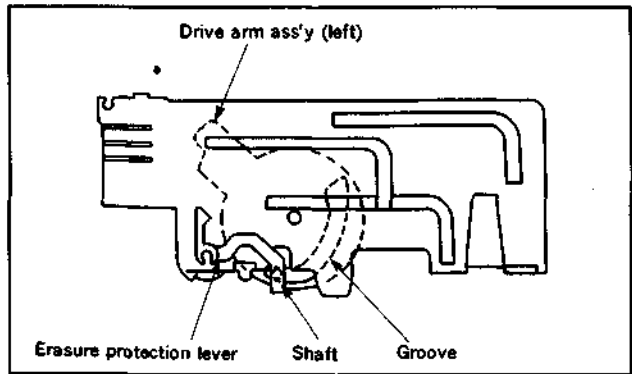 Drive arm ass'y (left)
Erasure protection lever
Shaft
Groove